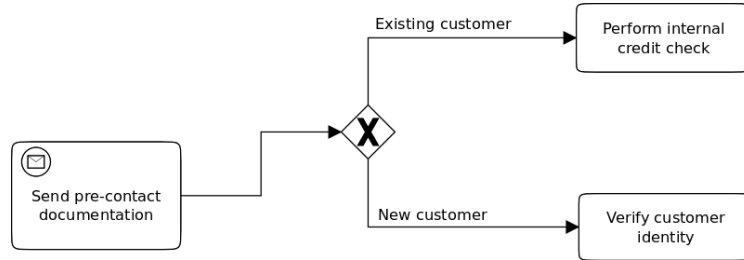 Existing customer
Perform internal
credit check
Send pre-contact
documentation
New customer
Verify customer
identity